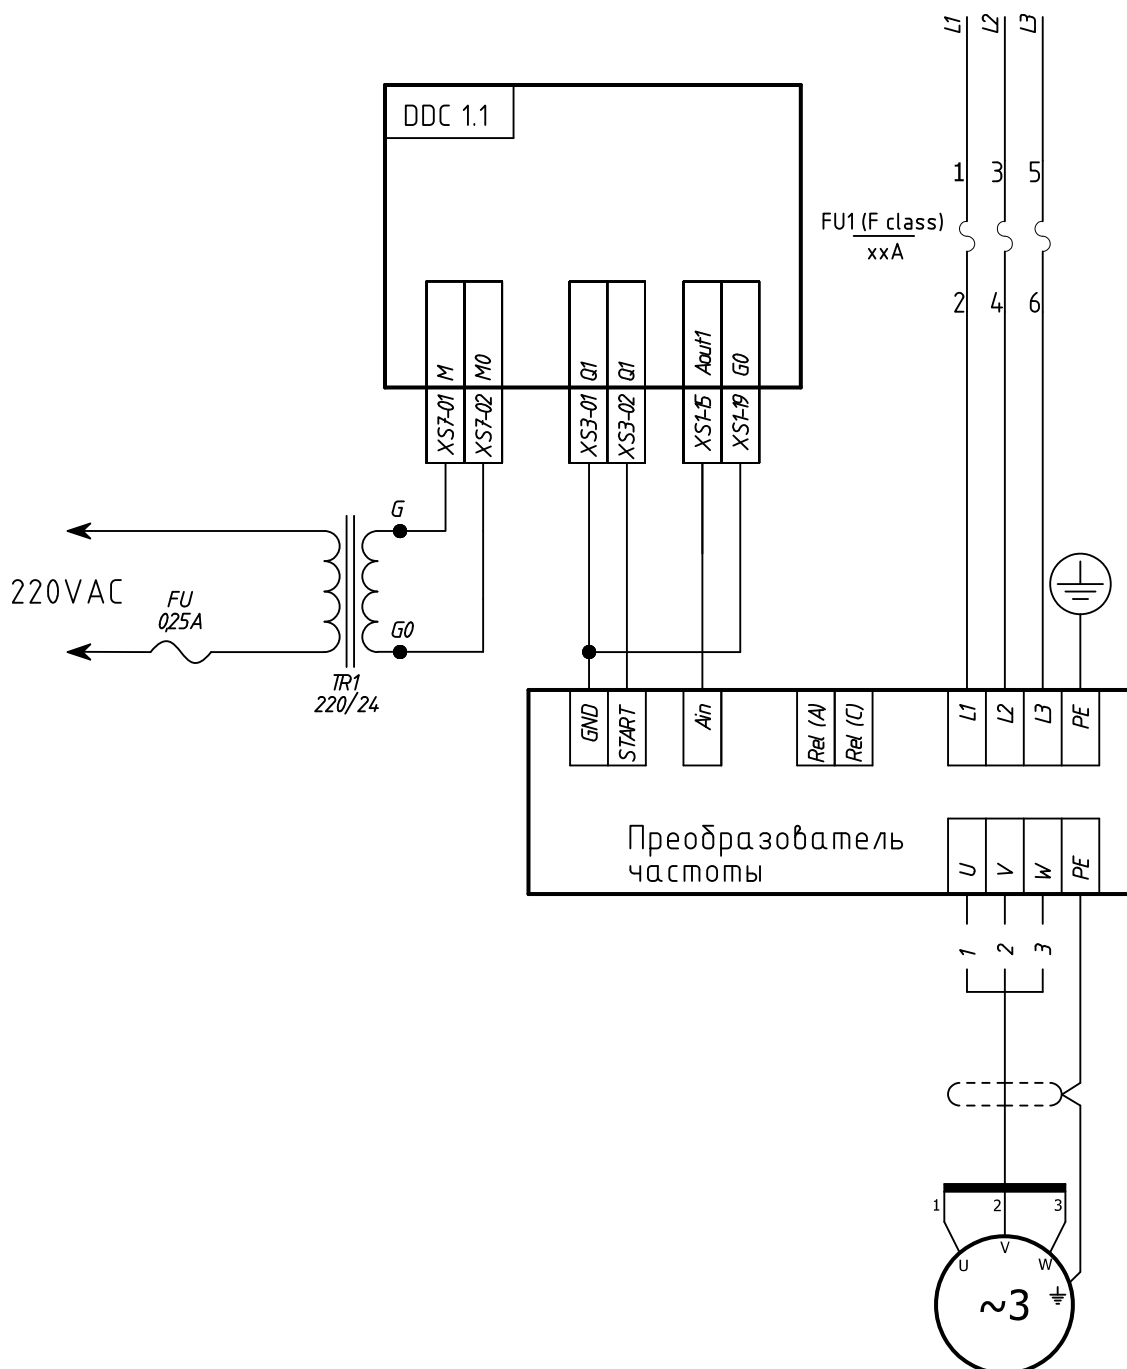 L1 L2 L3
DDC 1.1
1 3 5
FU1 (F class)
xxA
2 4 6
M M0 Q1 Q1 Aout1 G0
XS7-01 XS7-02 XS3-01 XS3-02 XS1-15 XS1-19
G
220VAC
FU
0,25A
G0
TR1
220/24
GND START Ain Rel (A) Rel (C) L1 L2 L3 PE
Преобразователь
частоты
U V W PE
1 2 3
1 2 3
U V W
~3